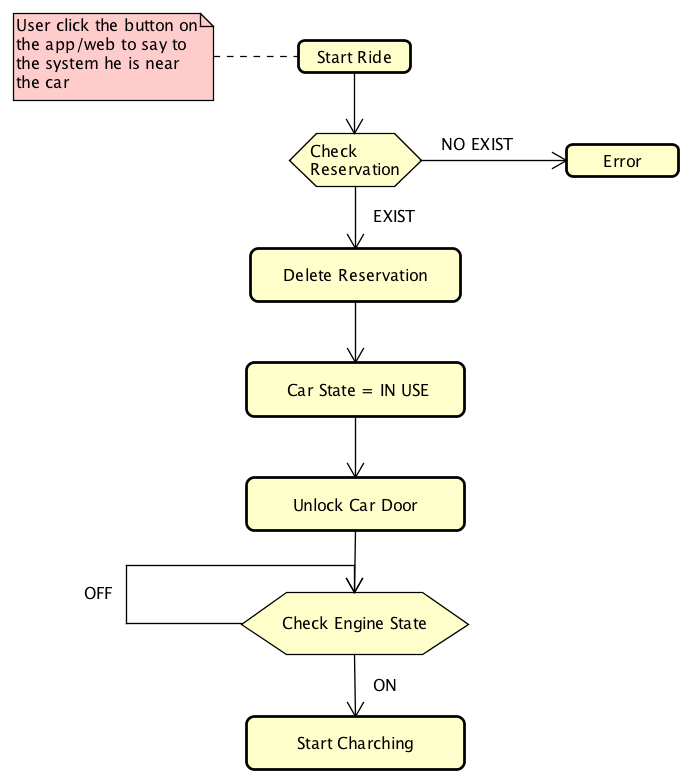 User click the button on
the app/web to say to
the system he is near
the car
Start Ride
Check
Reservation
NO EXIST
Error
EXIST
Delete Reservation
Car State = IN USE
Unlock Car Door
OFF
Check Engine State
ON
Start Charching